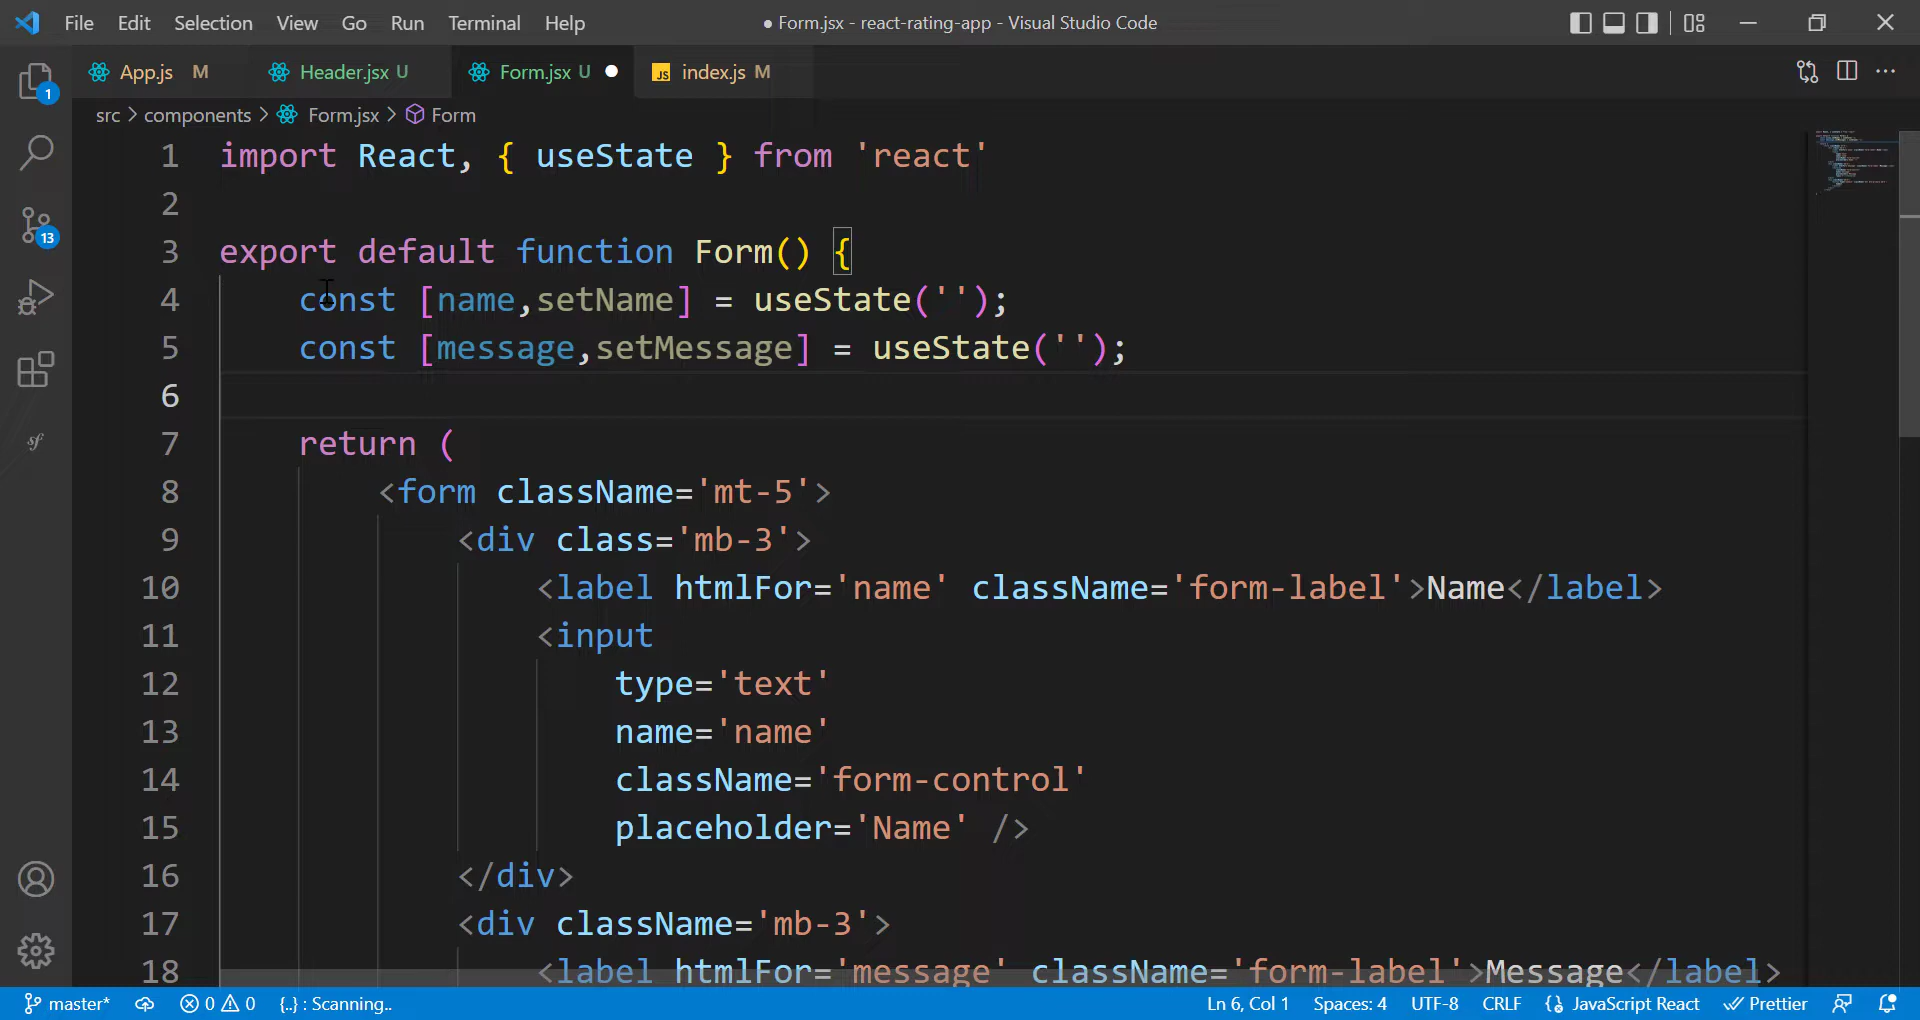 File Edit Selection View Go Run Terminal Help ● Form.jsx - react-rating-app - Visual Studio Code
App.js M Header.jsx U Form.jsx U ● JS index.js M
src > components > Form.jsx > Form
1 import React, { useState } from 'react'
2
3 export default function Form() {
4 const [name,setName] = useState('');
5 const [message,setMessage] = useState('');
6
7 return (
8 <form className='mt-5'>
9 <div class='mb-3'>
10 <label htmlFor='name' className='form-label'>Name</label>
11 <input
12 type='text'
13 name='name'
14 className='form-control'
15 placeholder='Name' />
16 </div>
17 <div className='mb-3'>
18 <label htmlFor='message' className='form-label'>Message</label>
1
13
sf
master* 0 0 {..} : Scanning.. Ln 6, Col 1 Spaces: 4 UTF-8 CRLF JavaScript React Prettier